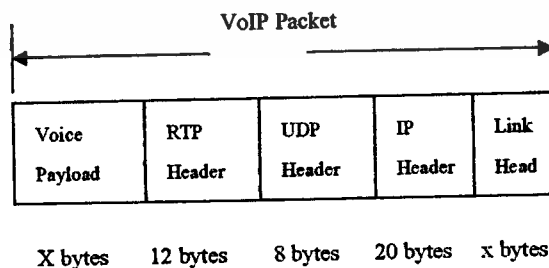 VoIP Packet
Voice Payload
RTP Header
UDP Header
IP Header
Link Head
X bytes 12 bytes 8 bytes 20 bytes x bytes